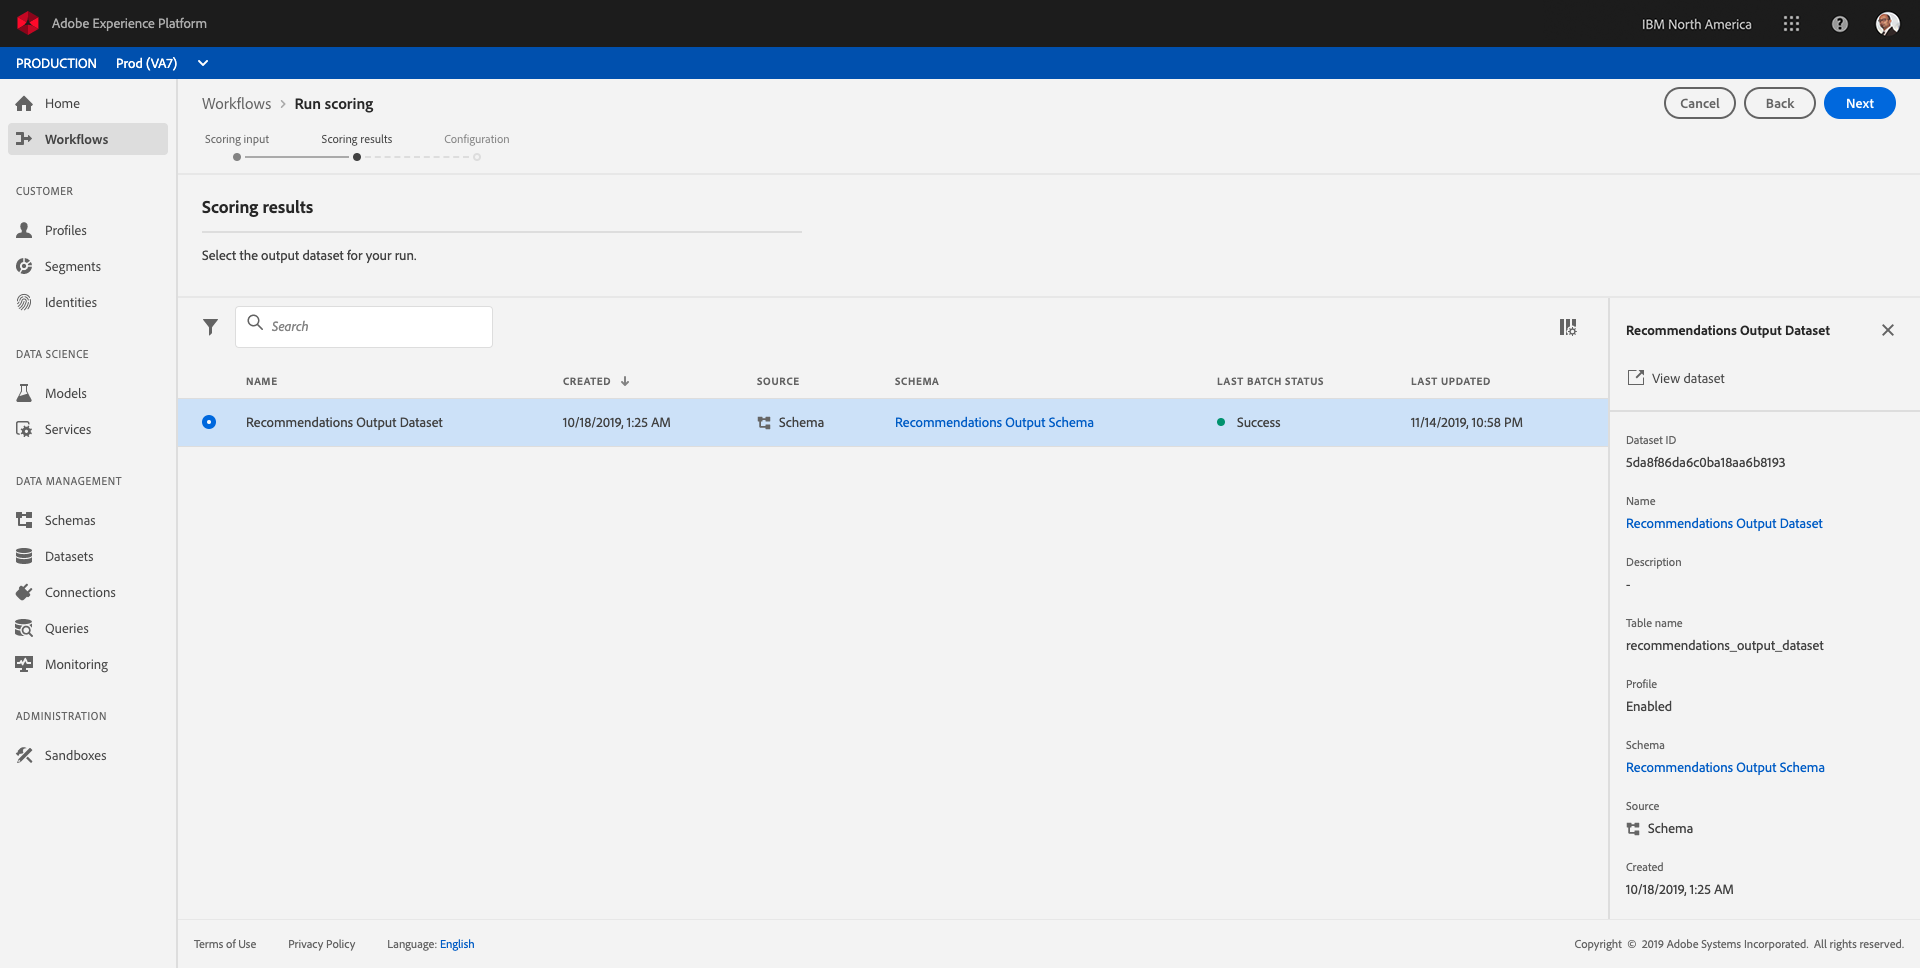 Adobe Experience Platform
IBM North America
PRODUCTION Prod (VA7)
Home
Workflows
CUSTOMER
Profiles
Segments
Identities
DATA SCIENCE
Models
Services
DATA MANAGEMENT
Schemas
Datasets
Connections
Queries
Monitoring
ADMINISTRATION
Sandboxes
Workflows › Run scoring
Cancel Back Next
Scoring input Scoring results Configuration
Scoring results
Select the output dataset for your run.
Search
NAME CREATED ↓ SOURCE SCHEMA LAST BATCH STATUS LAST UPDATED
Recommendations Output Dataset 10/18/2019, 1:25 AM Schema Recommendations Output Schema Success 11/14/2019, 10:58 PM
Recommendations Output Dataset
View dataset
Dataset ID
5da8f86da6c0ba18aa6b8193
Name
Recommendations Output Dataset
Description
-
Table name
recommendations_output_dataset
Profile
Enabled
Schema
Recommendations Output Schema
Source
Schema
Created
10/18/2019, 1:25 AM
Terms of Use Privacy Policy Language: English
Copyright © 2019 Adobe Systems Incorporated. All rights reserved.